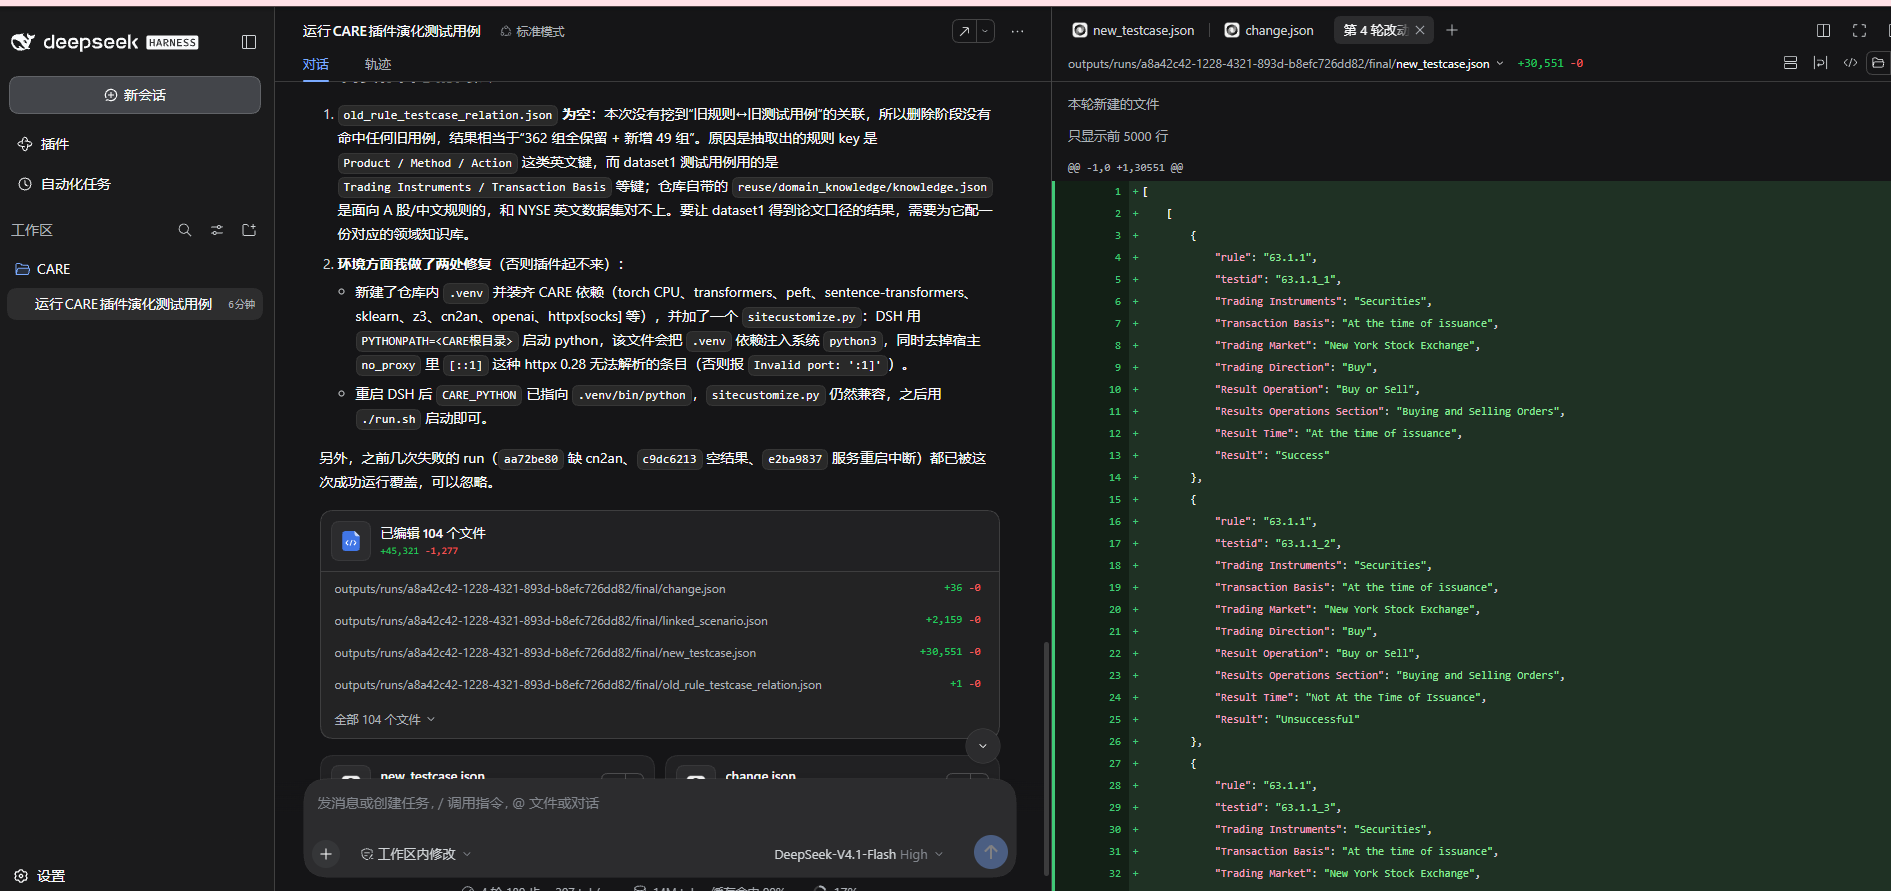 deepseek HARNESS
新会话
插件
自动化任务
工作区
CARE
运行 CARE 插件演化测试用例 6分钟
设置
运行 CARE 插件演化测试用例 标准模式
对话 轨迹
1. old_rule_testcase_relation.json 为空：本次没有挖到“旧规则↔旧测试用例”的关联，所以删除阶段没有
命中任何旧用例，结果相当于“362 组全保留 + 新增 49 组”。原因是抽取出的规则 key 是
Product / Method / Action 这类英文键，而 dataset1 测试用例用的是
Trading Instruments / Transaction Basis 等键；仓库自带的 reuse/domain_knowledge/knowledge.json
是面向 A 股/中文规则的，和 NYSE 英文数据集对不上。要让 dataset1 得到论文口径的结果，需要为它配一
份对应的领域知识库。
2. 环境方面我做了两处修复（否则插件起不来）：
新建了仓库内 .venv 并装齐 CARE 依赖（torch CPU、transformers、peft、sentence-transformers、
sklearn、z3、cn2an、openai、httpx[socks] 等），并加了一个 sitecustomize.py：DSH 用
PYTHONPATH=<CARE根目录> 启动 python，该文件会把 .venv 依赖注入系统 python3，同时去掉宿主
no_proxy 里 [::1] 这种 httpx 0.28 无法解析的条目（否则报 Invalid port: ':1]'）。
重启 DSH 后 CARE_PYTHON 已指向 .venv/bin/python，sitecustomize.py 仍然兼容，之后用
./run.sh 启动即可。
另外，之前几次失败的 run（aa72be80 缺 cn2an、c9dc6213 空结果、e2ba9837 服务重启中断）都已被这
次成功运行覆盖，可以忽略。
已编辑 104 个文件
+45,321 -1,277
outputs/runs/a8a42c42-1228-4321-893d-b8efc726dd82/final/change.json +36 -0
outputs/runs/a8a42c42-1228-4321-893d-b8efc726dd82/final/linked_scenario.json +2,159 -0
outputs/runs/a8a42c42-1228-4321-893d-b8efc726dd82/final/new_testcase.json +30,551 -0
outputs/runs/a8a42c42-1228-4321-893d-b8efc726dd82/final/old_rule_testcase_relation.json +1 -0
全部 104 个文件
new_testcase.json change.json
发消息或创建任务，/ 调用指令，@ 文件或对话
工作区内修改 DeepSeek-V4.1-Flash High
new_testcase.json change.json 第 4 轮改动
outputs/runs/a8a42c42-1228-4321-893d-b8efc726dd82/final/new_testcase.json +30,551 -0
本轮新建的文件
只显示前 5000 行
@@ -1,0 +1,30551 @@
1 + [
2 + [
3 + {
4 + "rule": "63.1.1",
5 + "testid": "63.1.1_1",
6 + "Trading Instruments": "Securities",
7 + "Transaction Basis": "At the time of issuance",
8 + "Trading Market": "New York Stock Exchange",
9 + "Trading Direction": "Buy",
10 + "Result Operation": "Buy or Sell",
11 + "Results Operations Section": "Buying and Selling Orders",
12 + "Result Time": "At the time of issuance",
13 + "Result": "Success"
14 + },
15 + {
16 + "rule": "63.1.1",
17 + "testid": "63.1.1_2",
18 + "Trading Instruments": "Securities",
19 + "Transaction Basis": "At the time of issuance",
20 + "Trading Market": "New York Stock Exchange",
21 + "Trading Direction": "Buy",
22 + "Result Operation": "Buy or Sell",
23 + "Results Operations Section": "Buying and Selling Orders",
24 + "Result Time": "Not At the Time of Issuance",
25 + "Result": "Unsuccessful"
26 + },
27 + {
28 + "rule": "63.1.1",
29 + "testid": "63.1.1_3",
30 + "Trading Instruments": "Securities",
31 + "Transaction Basis": "At the time of issuance",
32 + "Trading Market": "New York Stock Exchange",